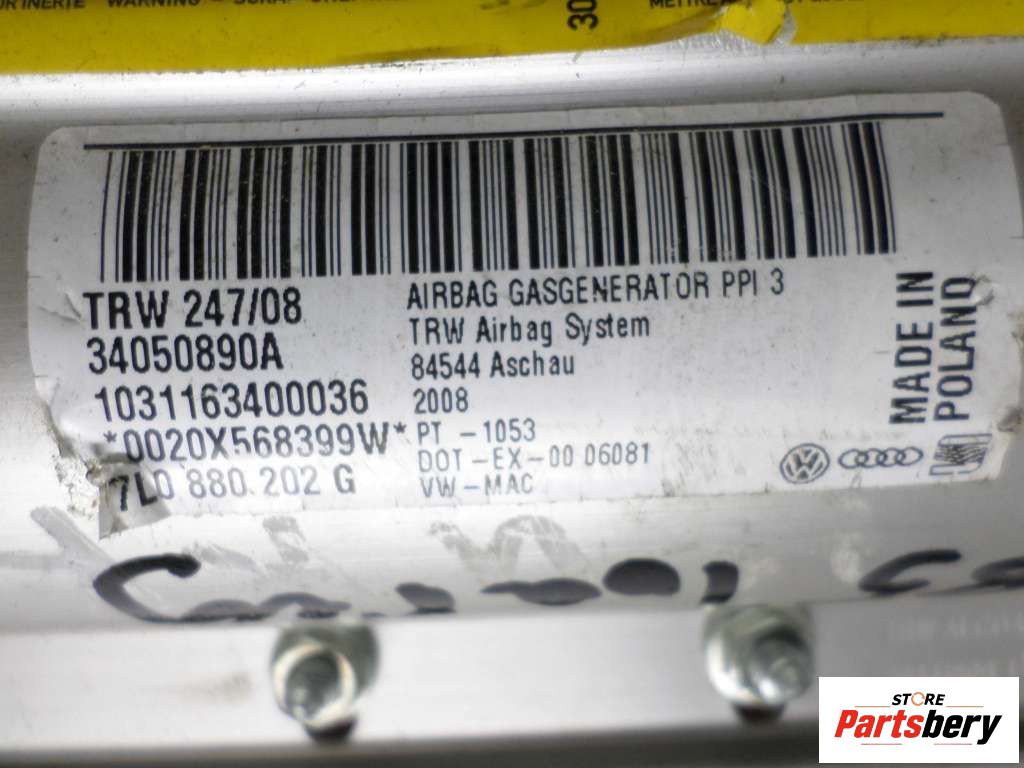 WARNING
30
TRW 247/08
34050890A
1031163400036
*0020X568399W*
7L0 880.202 G
AIRBAG GASGENERATOR PPI 3
TRW Airbag System
84544 Aschau
2008
PT -1053
DOT-EX-00 06081
VW-MAC
MADE IN
POLAND
STORE
Partsbery